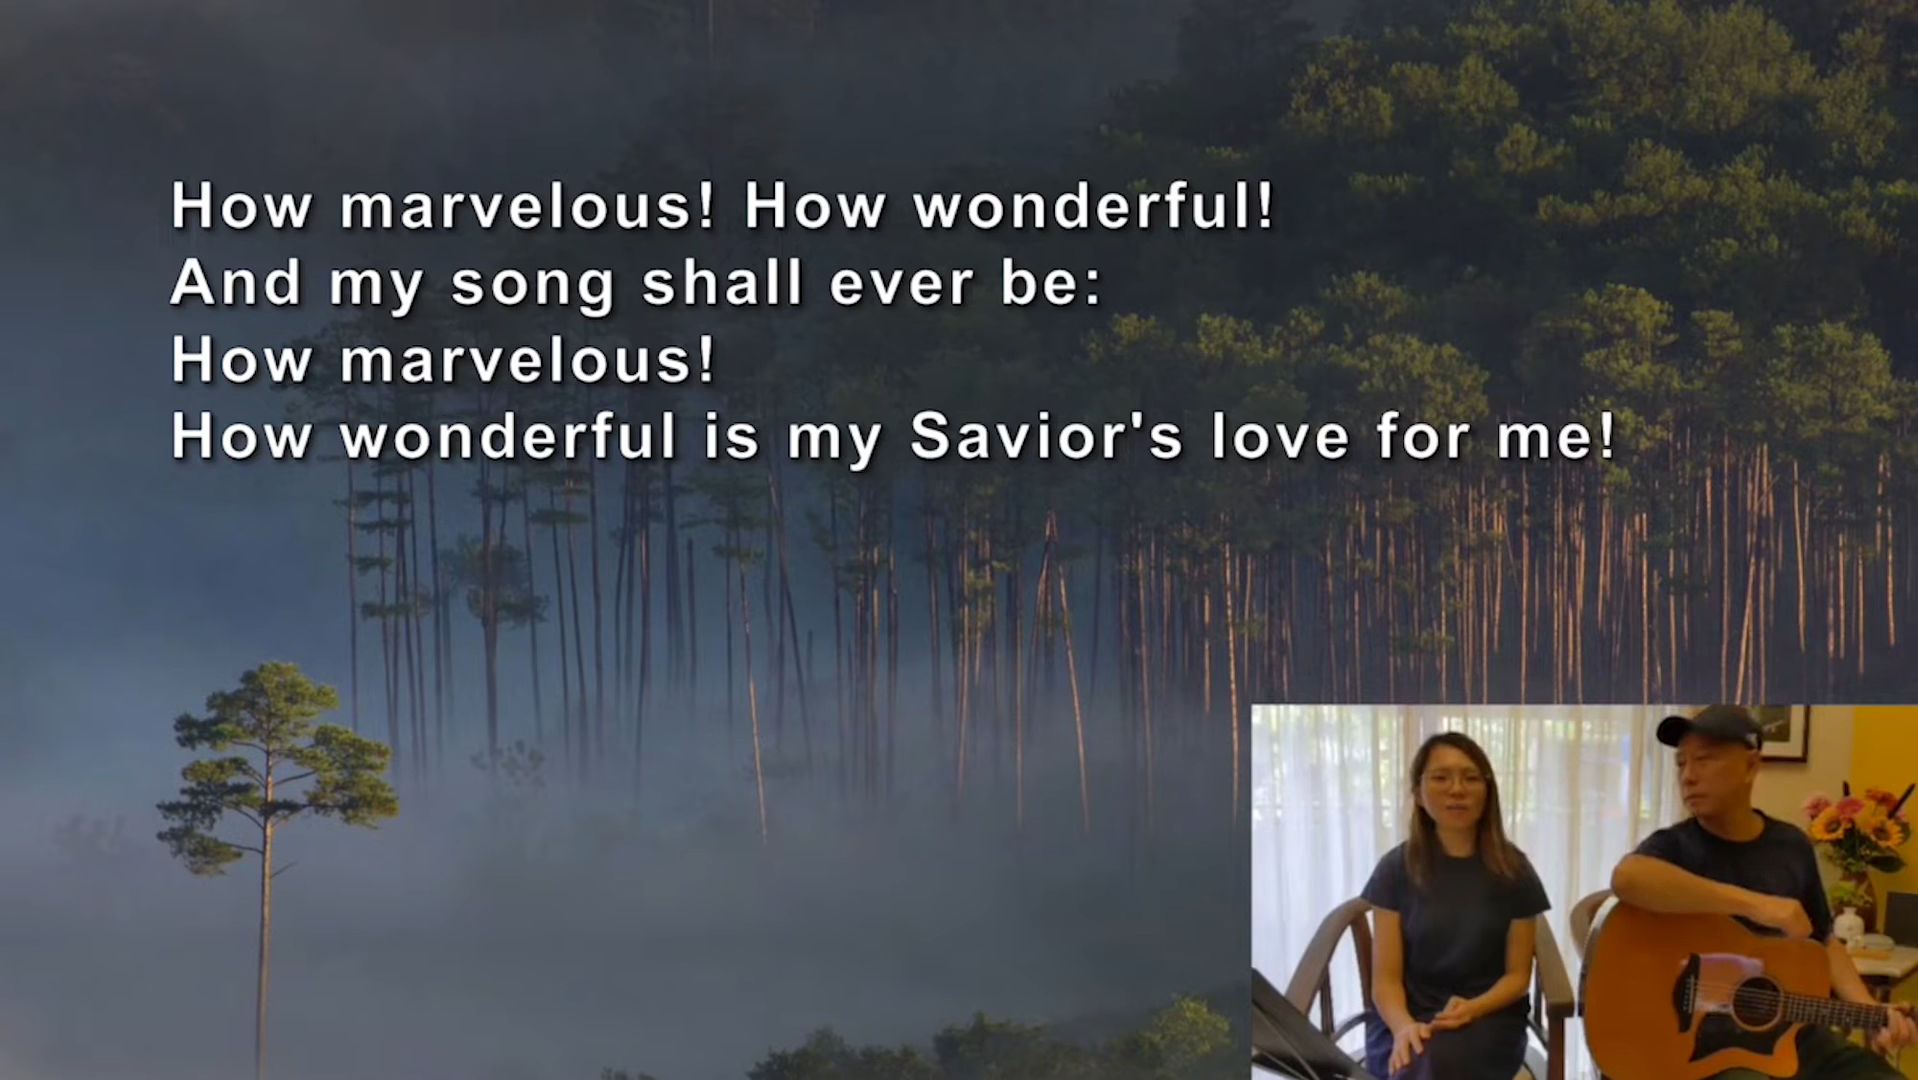 How marvelous! How wonderful!
And my song shall ever be:
How marvelous!
How wonderful is my Savior's love for me!